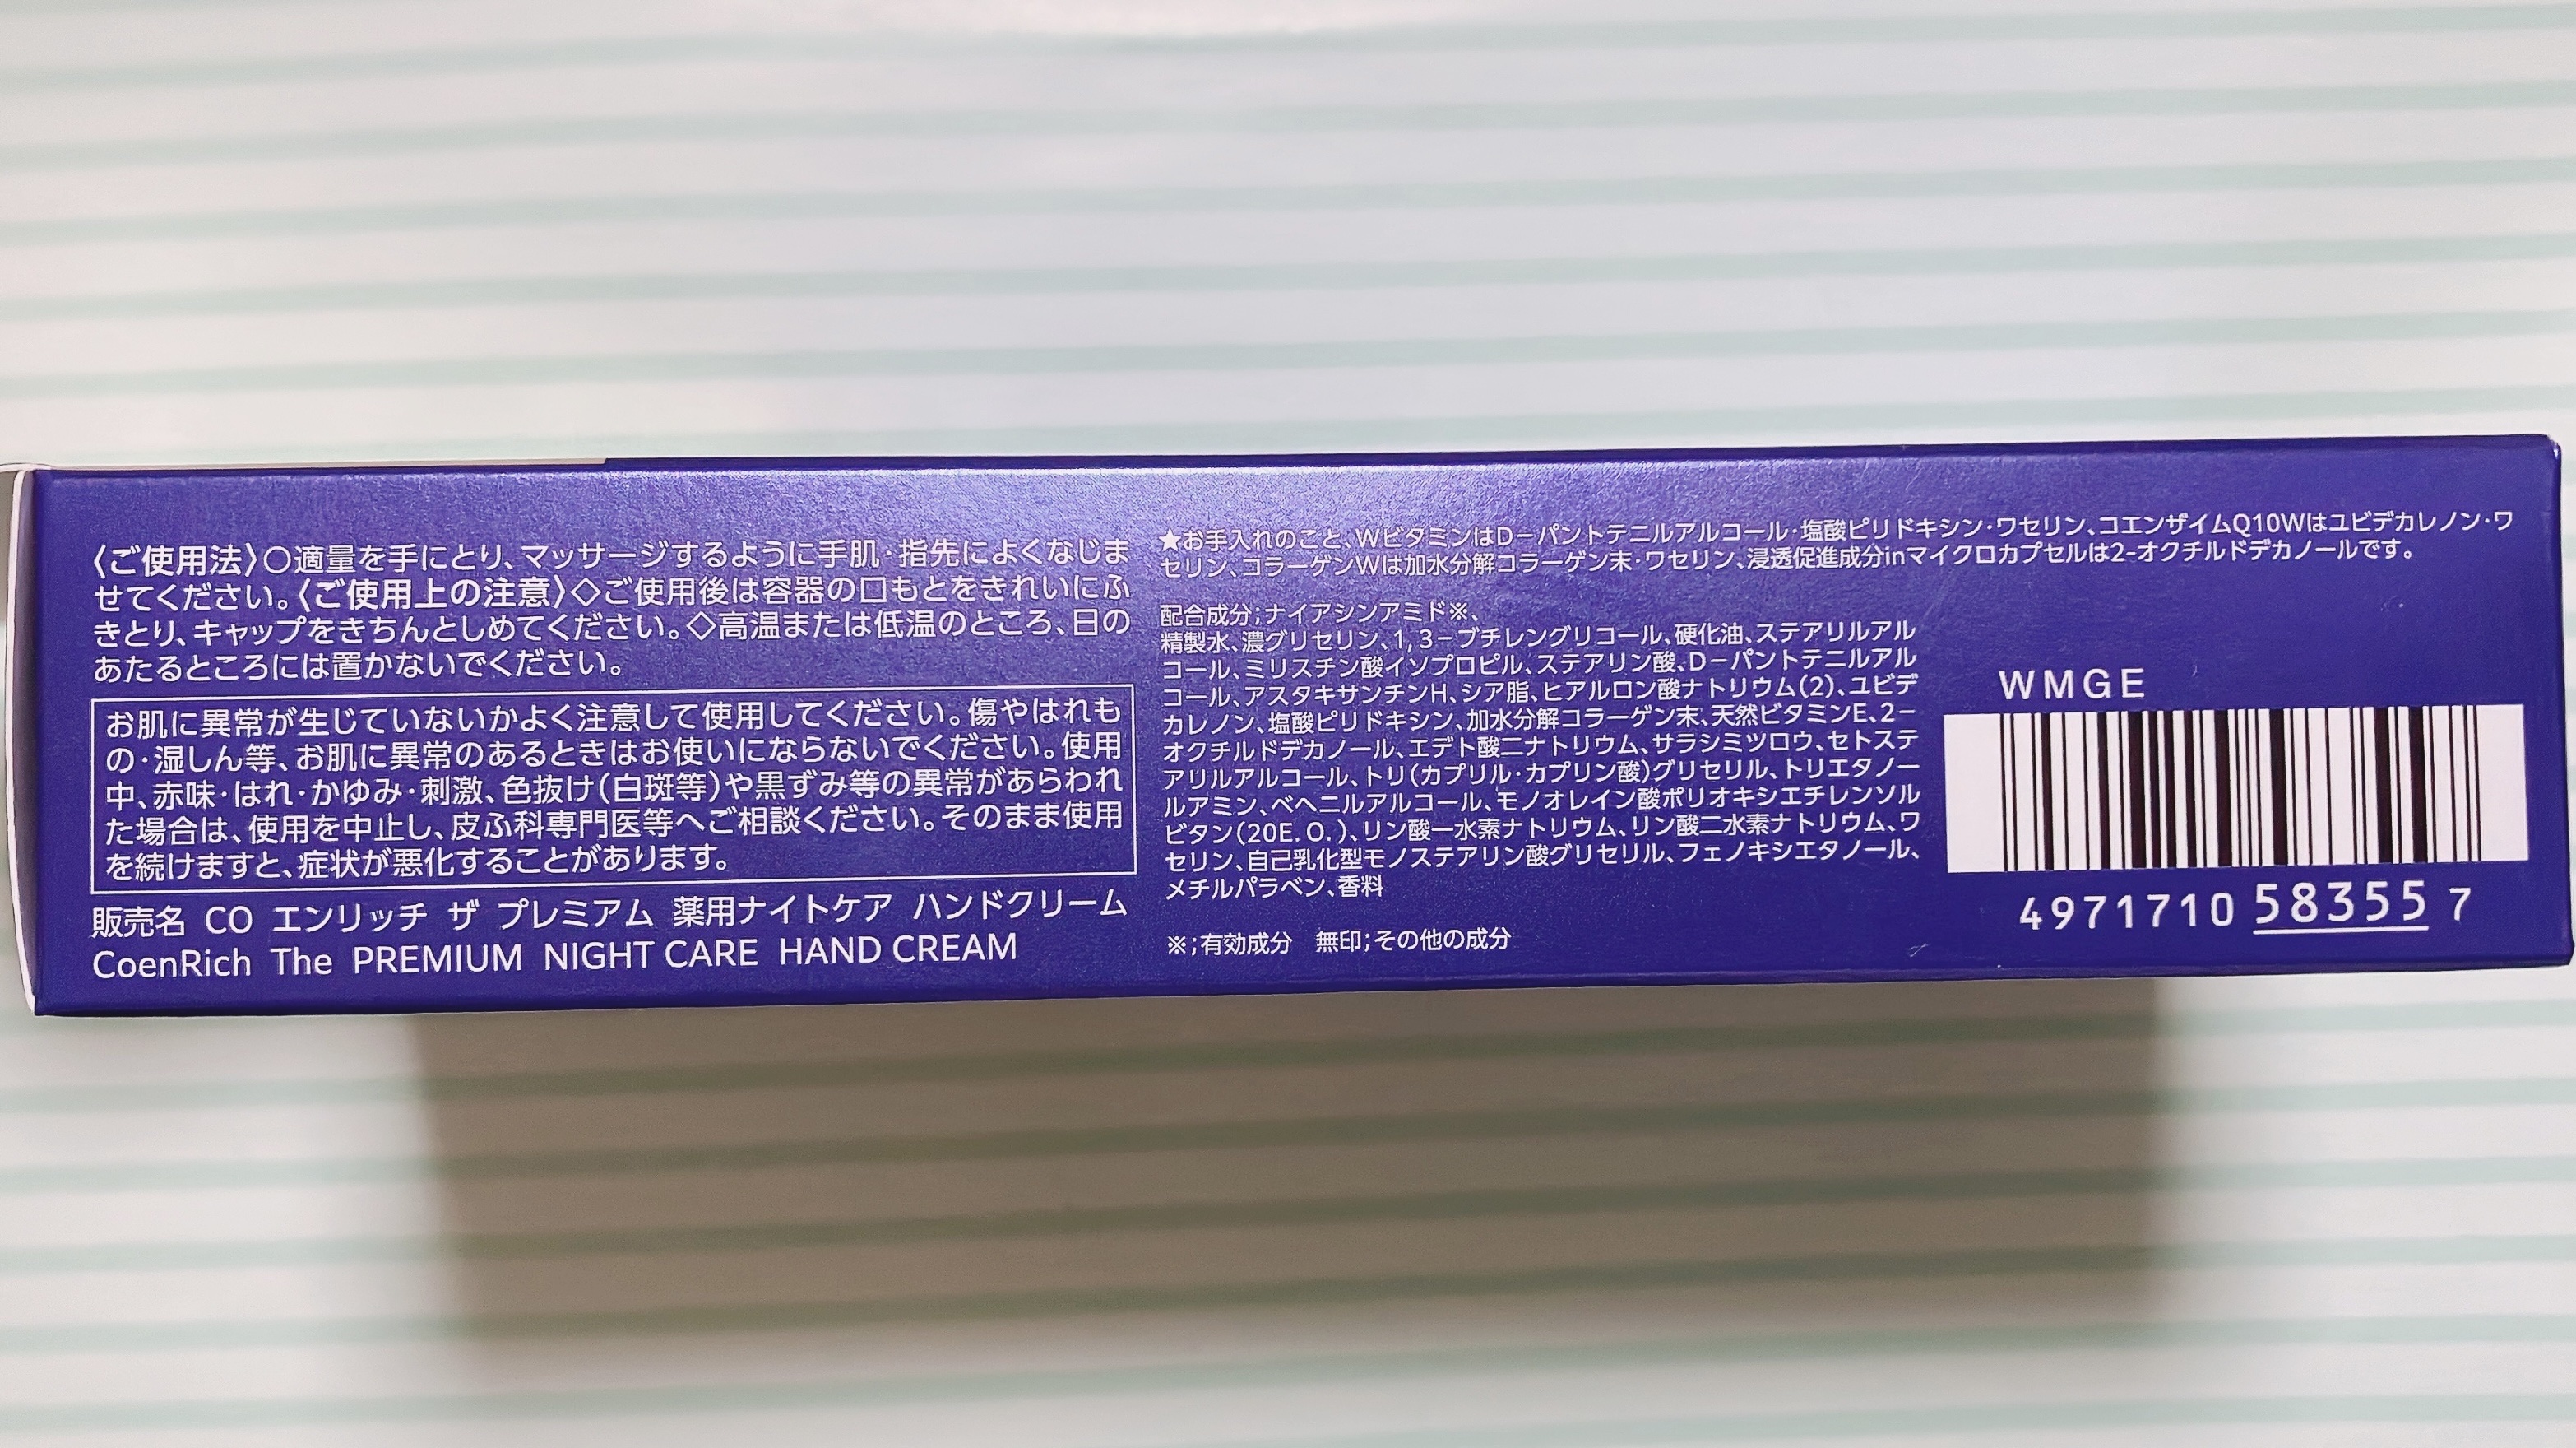 〈ご使用法〉○適量を手にとり、マッサージするように手肌・指先によくなじま
せてください。〈ご使用上の注意〉◇ご使用後は容器の口もとをきれいにふ
きとり、キャップをきちんとしめてください。◇高温または低温のところ、日の
あたるところには置かないでください。
お肌に異常が生じていないかよく注意して使用してください。傷やはれも
の・湿しん等、お肌に異常のあるときはお使いにならないでください。使用
中、赤味・はれ・かゆみ・刺激、色抜け(白斑等)や黒ずみ等の異常があらわれ
た場合は、使用を中止し、皮ふ科専門医等へご相談ください。そのまま使用
を続けますと、症状が悪化することがあります。
販売名 CO エンリッチ ザ プレミアム 薬用ナイトケア ハンドクリーム
CoenRich The PREMIUM NIGHT CARE HAND CREAM
★お手入れのこと、WビタミンはD−パントテニルアルコール・塩酸ピリドキシン・ワセリン、コエンザイムQ10Wはユビデカレノン・ワ
セリン、コラーゲンWは加水分解コラーゲン末・ワセリン、浸透促進成分inマイクロカプセルは2-オクチルドデカノールです。
配合成分;ナイアシンアミド※、
精製水、濃グリセリン、1,3−ブチレングリコール、硬化油、ステアリルアル
コール、ミリスチン酸イソプロピル、ステアリン酸、D−パントテニルアル
コール、アスタキサンチンH、シア脂、ヒアルロン酸ナトリウム(2)、ユビデ
カレノン、塩酸ピリドキシン、加水分解コラーゲン末、天然ビタミンE、2−
オクチルドデカノール、エデト酸二ナトリウム、サラシミツロウ、セトステ
アリルアルコール、トリ(カプリル・カプリン酸)グリセリル、トリエタノー
ルアミン、ベヘニルアルコール、モノオレイン酸ポリオキシエチレンソル
ビタン(20E.O.)、リン酸一水素ナトリウム、リン酸二水素ナトリウム、ワ
セリン、自己乳化型モノステアリン酸グリセリル、フェノキシエタノール、
メチルパラベン、香料
※;有効成分 無印;その他の成分
WMGE
4971710 58355 7